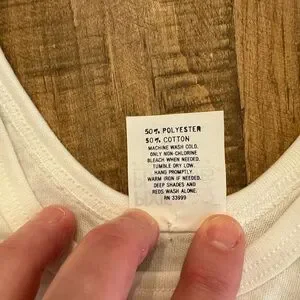 50% POLYESTER
50% COTTON
MACHINE WASH COLD.
ONLY NON-CHLORINE
BLEACH WHEN NEEDED.
TUMBLE DRY LOW.
HANG PROMPTLY.
WARM IRON IF NEEDED.
DEEP SHADES AND
REDS WASH ALONE.
RN 33999